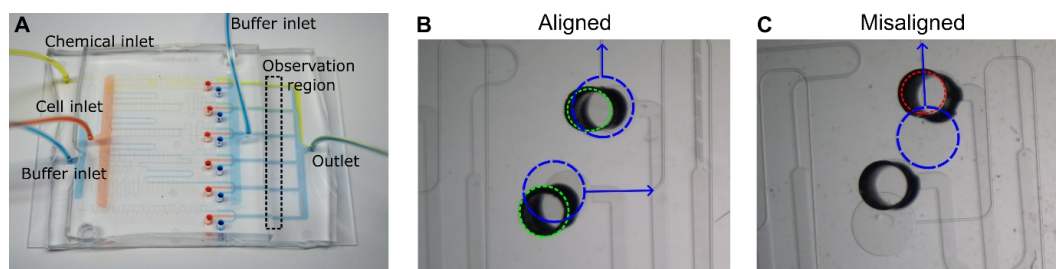 A
Buffer inlet
Chemical inlet
Observation
region
Cell inlet
Buffer inlet
Outlet
B
Aligned
C
Misaligned